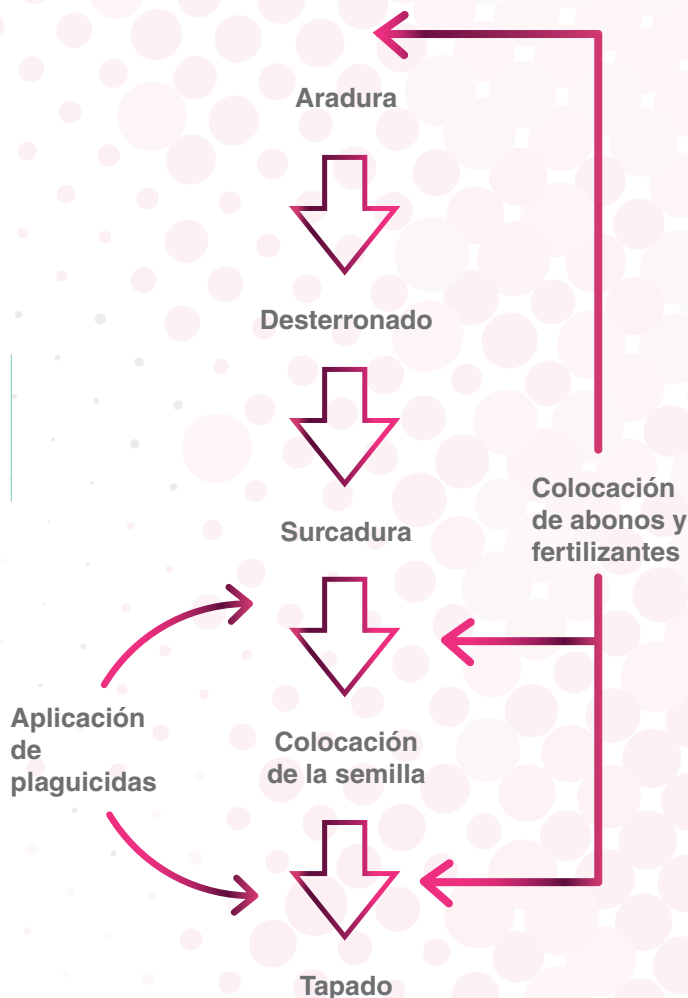 Aradura
Desterronado
Surcadura
Colocación
de abonos y
fertilizantes
Aplicación
de
plaguicidas
Colocación
de la semilla
Tapado